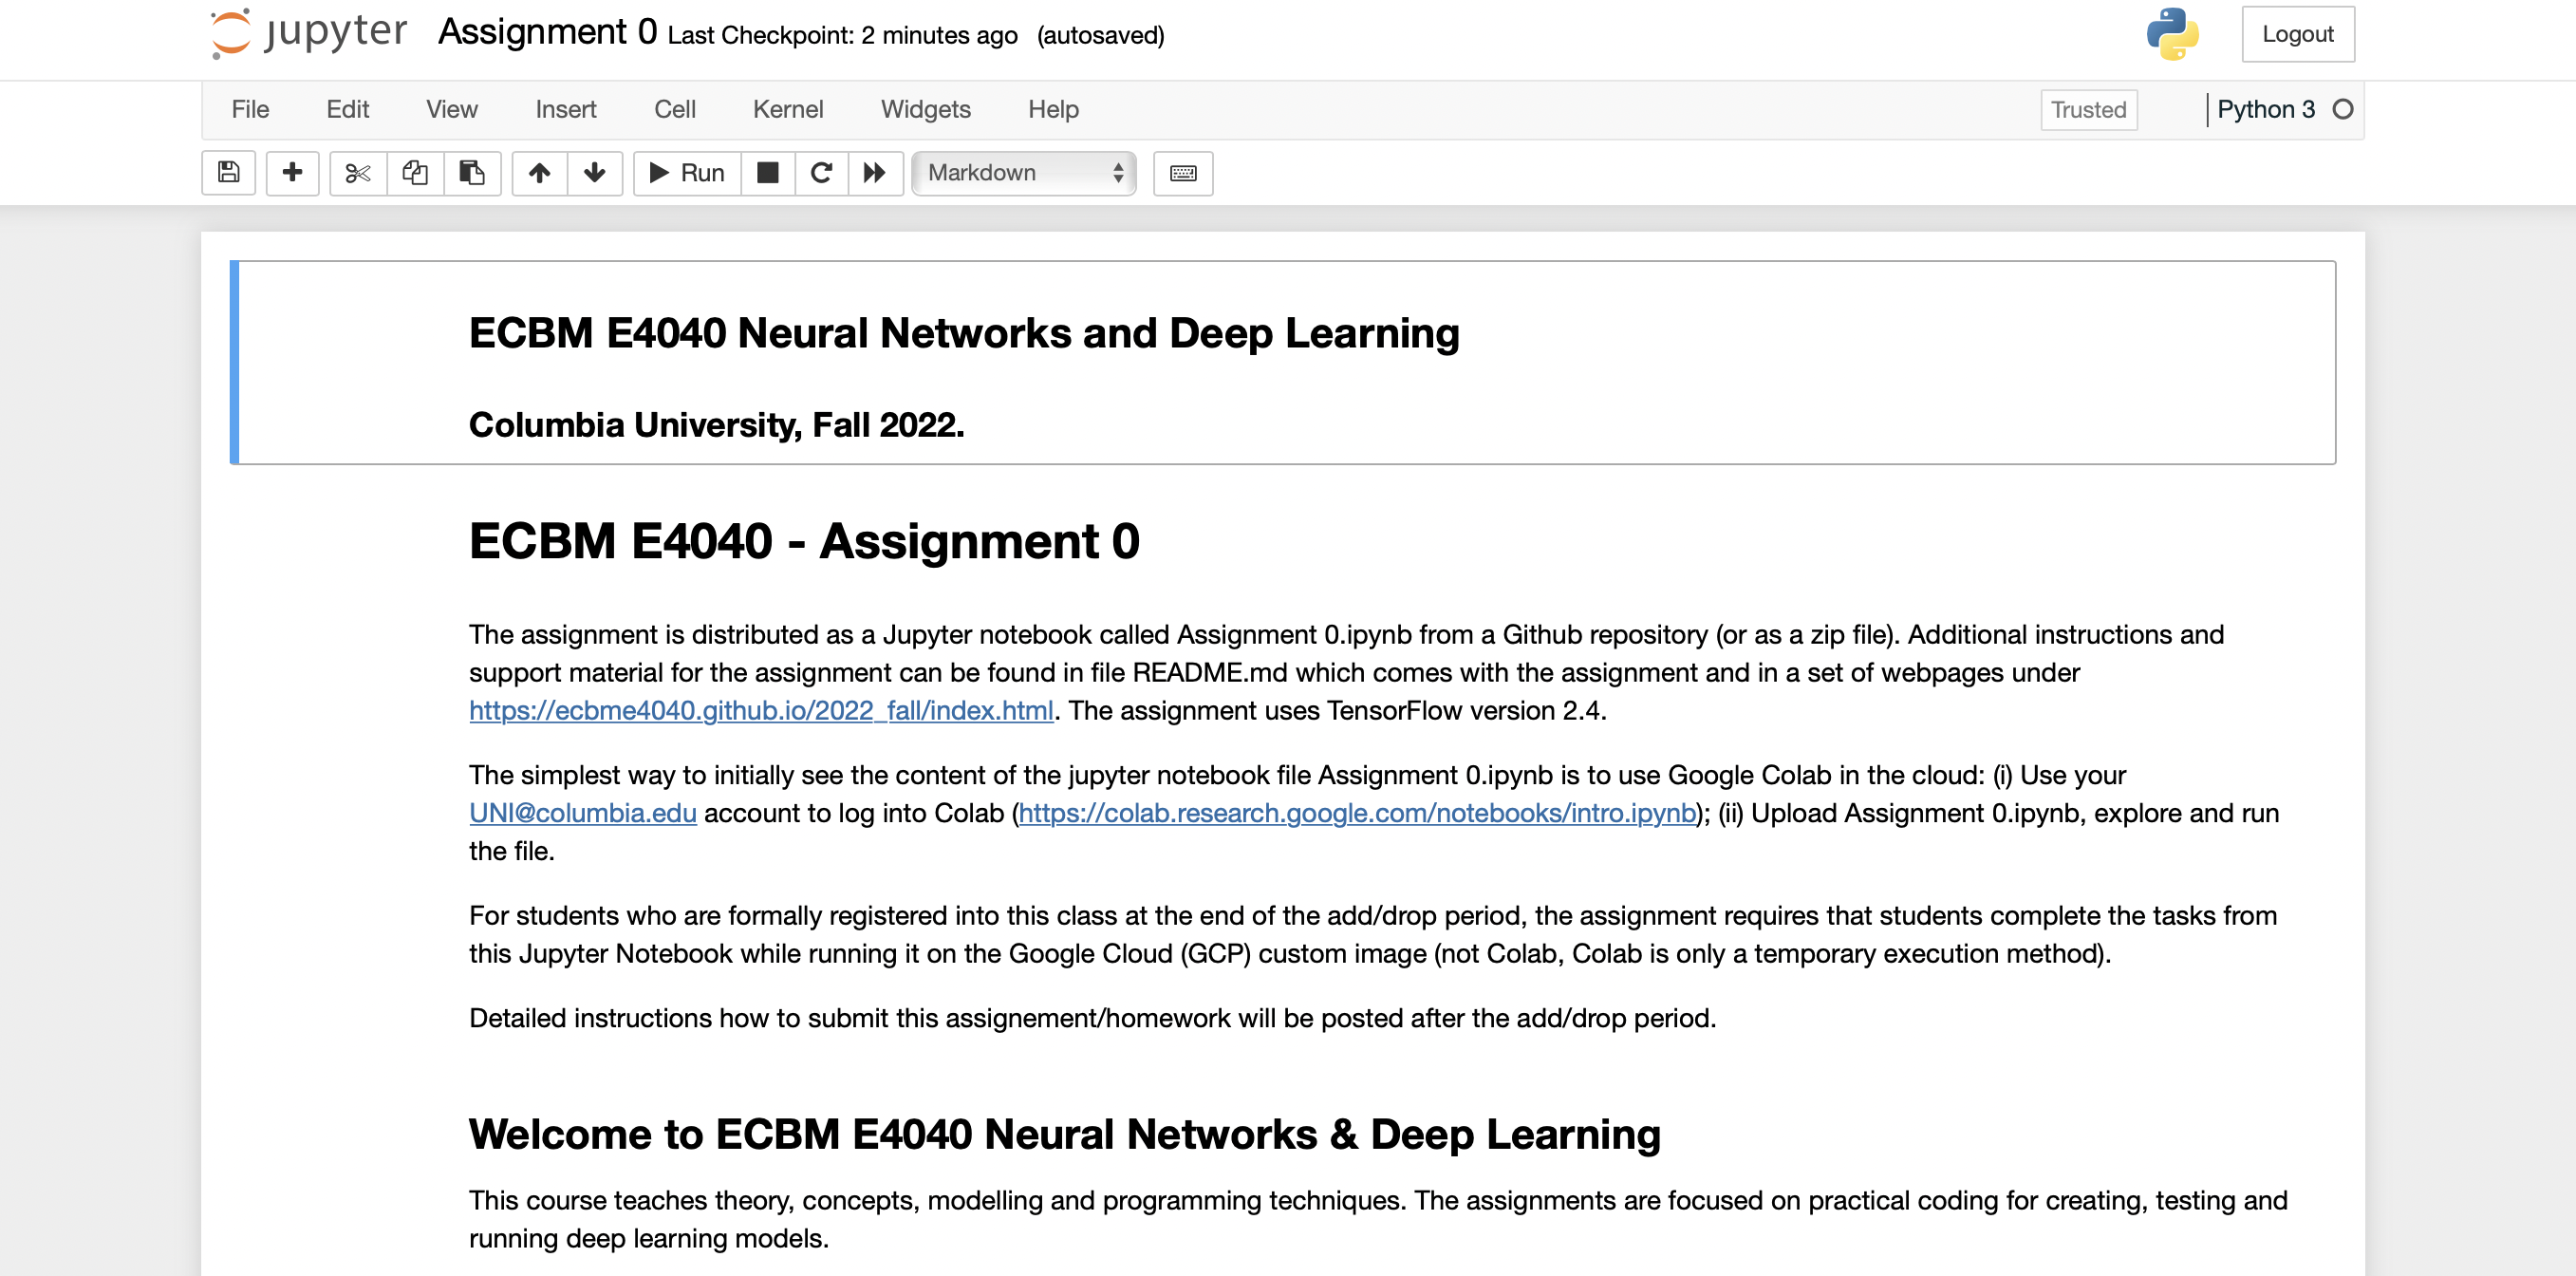 jupyter Assignment 0 Last Checkpoint: 2 minutes ago (autosaved) Logout
File Edit View Insert Cell Kernel Widgets Help Trusted Python 3
Run Markdown
ECBM E4040 Neural Networks and Deep Learning
Columbia University, Fall 2022.
ECBM E4040 - Assignment 0
The assignment is distributed as a Jupyter notebook called Assignment 0.ipynb from a Github repository (or as a zip file). Additional instructions and
support material for the assignment can be found in file README.md which comes with the assignment and in a set of webpages under
https://ecbme4040.github.io/2022_fall/index.html. The assignment uses TensorFlow version 2.4.
The simplest way to initially see the content of the jupyter notebook file Assignment 0.ipynb is to use Google Colab in the cloud: (i) Use your
UNI@columbia.edu account to log into Colab (https://colab.research.google.com/notebooks/intro.ipynb); (ii) Upload Assignment 0.ipynb, explore and run
the file.
For students who are formally registered into this class at the end of the add/drop period, the assignment requires that students complete the tasks from
this Jupyter Notebook while running it on the Google Cloud (GCP) custom image (not Colab, Colab is only a temporary execution method).
Detailed instructions how to submit this assignement/homework will be posted after the add/drop period.
Welcome to ECBM E4040 Neural Networks & Deep Learning
This course teaches theory, concepts, modelling and programming techniques. The assignments are focused on practical coding for creating, testing and
running deep learning models.